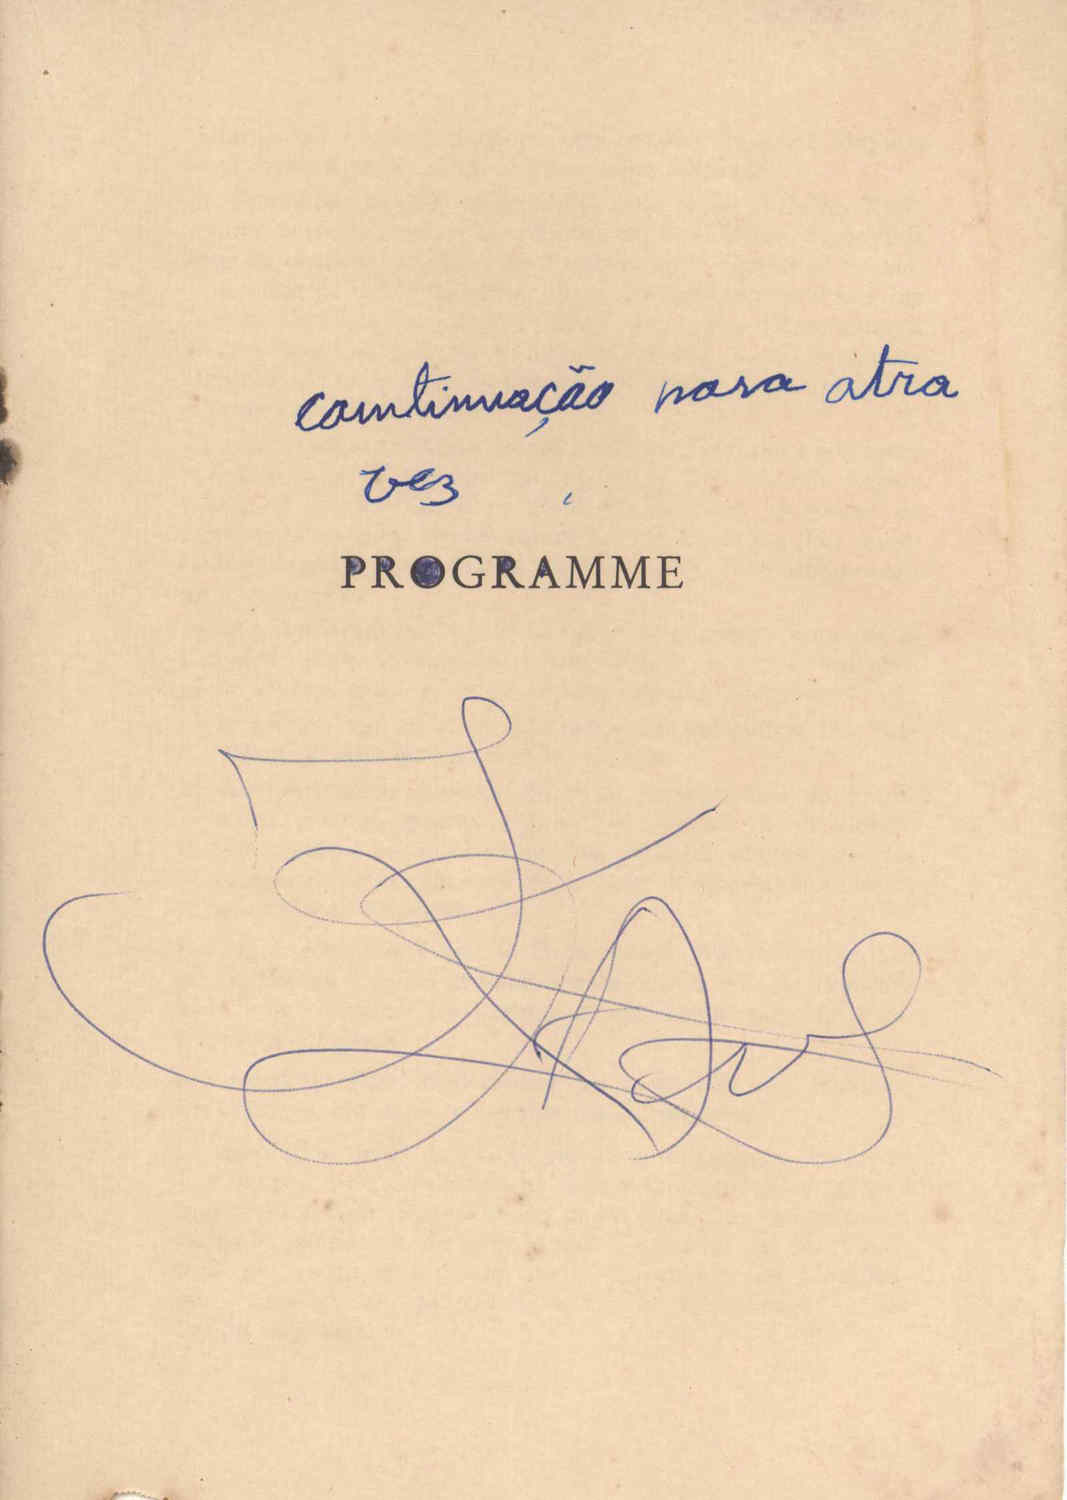 comtinuação para atra
vez
PROGRAMME